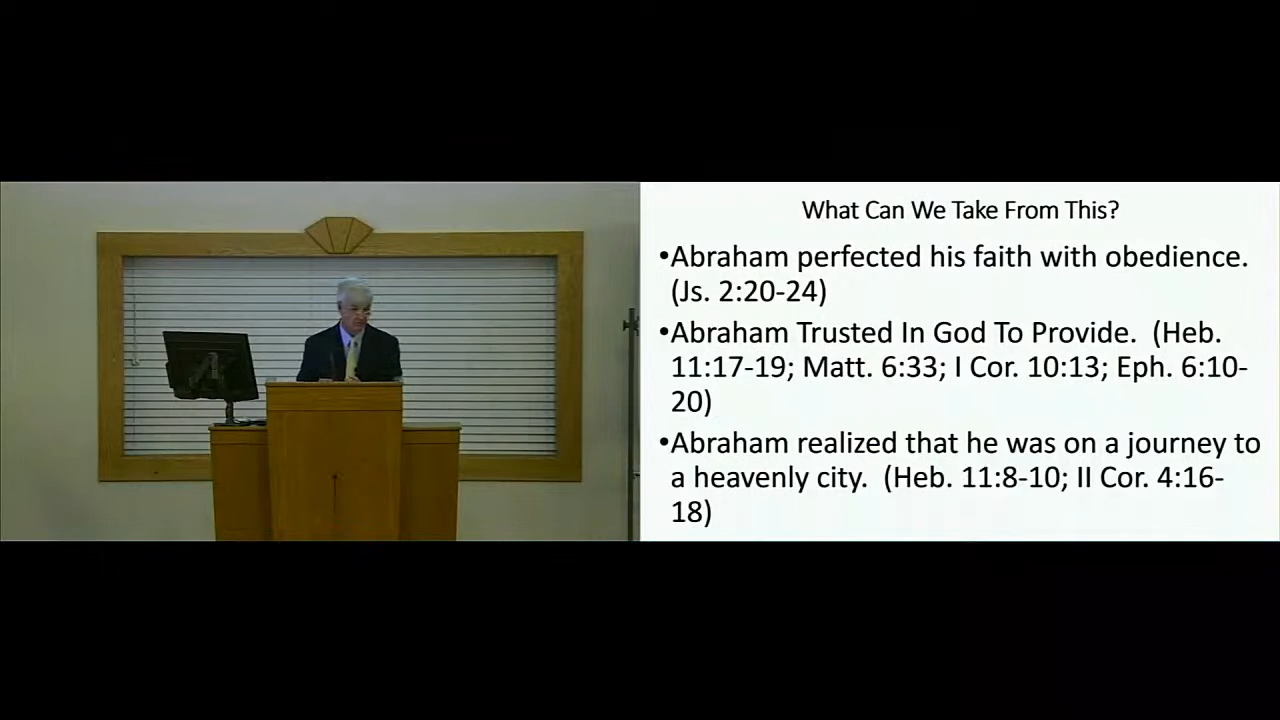 What Can We Take From This?
•Abraham perfected his faith with obedience.
(Js. 2:20-24)
•Abraham Trusted In God To Provide.  (Heb.
11:17-19; Matt. 6:33; I Cor. 10:13; Eph. 6:10-
20)
•Abraham realized that he was on a journey to
a heavenly city.  (Heb. 11:8-10; II Cor. 4:16-
18)